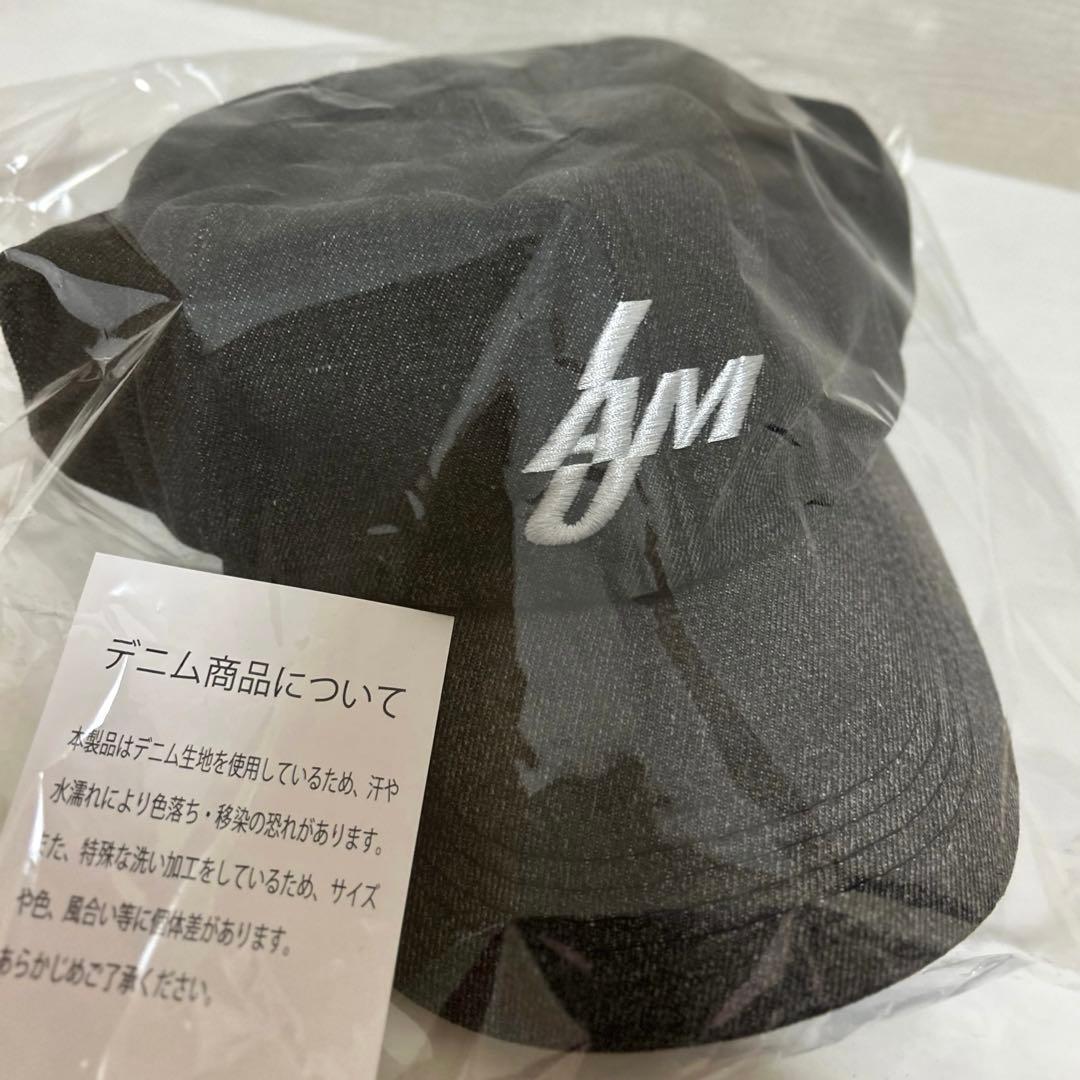 JAM
デニム商品について
本製品はデニム生地を使用しているため、汗や
水濡れにより色落ち・移染の恐れがあります。
また、特殊な洗い加工をしているため、サイズ
や色、風合い等に個体差があります。
あらかじめご了承ください。